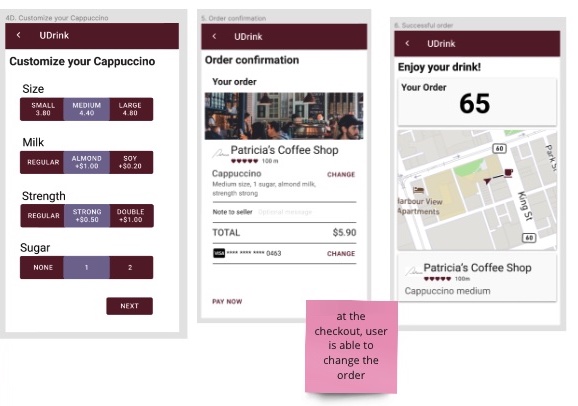 4D. Customize your Cappuccino
UDrink
Customize your Cappuccino
Size
SMALL MEDIUM LARGE
3.80 4.40 4.80
Milk
REGULAR ALMOND SOY
+$1.00 +$0.20
Strength
REGULAR STRONG DOUBLE
+$0.50 +$1.00
Sugar
NONE 1 2
NEXT
5. Order confirmation
UDrink
Order confirmation
Your order
Patricia's Coffee Shop
100 m
Cappuccino CHANGE
Medium size, 1 sugar, almond milk,
strength strong
Note to seller Optional message
TOTAL $5.90
VISA **** **** **** 0463 CHANGE
PAY NOW
at the
checkout, user
is able to
change the
order
6. Successful order
UDrink
Enjoy your drink!
Your Order
65
60
Park S
arbour View
Apartments
King St
60
Patricia's Coffee Shop
100m
Cappuccino medium